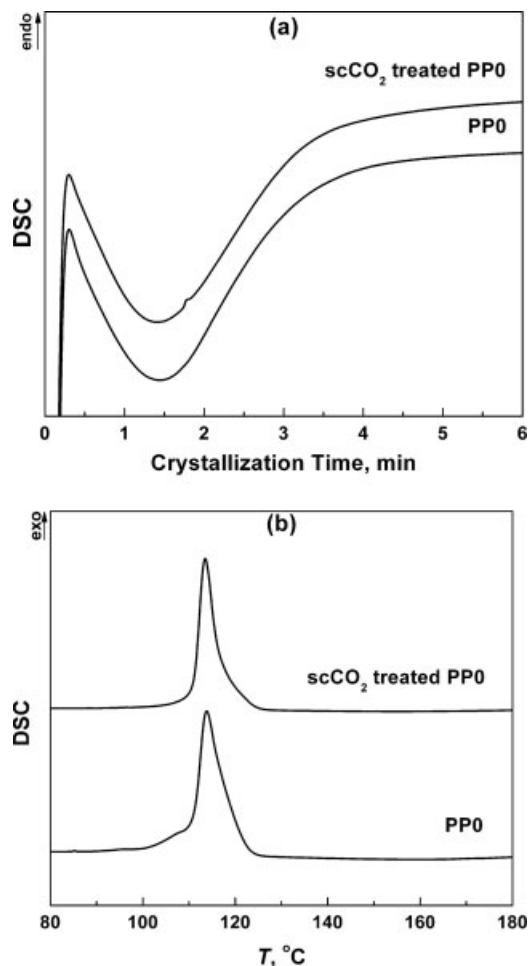 (a)
endo
scCO₂ treated PP0
PP0
DSC
0 1 2 3 4 5 6
Crystallization Time, min
(b)
exo
scCO₂ treated PP0
DSC
PP0
80 100 120 140 160 180
T, °C